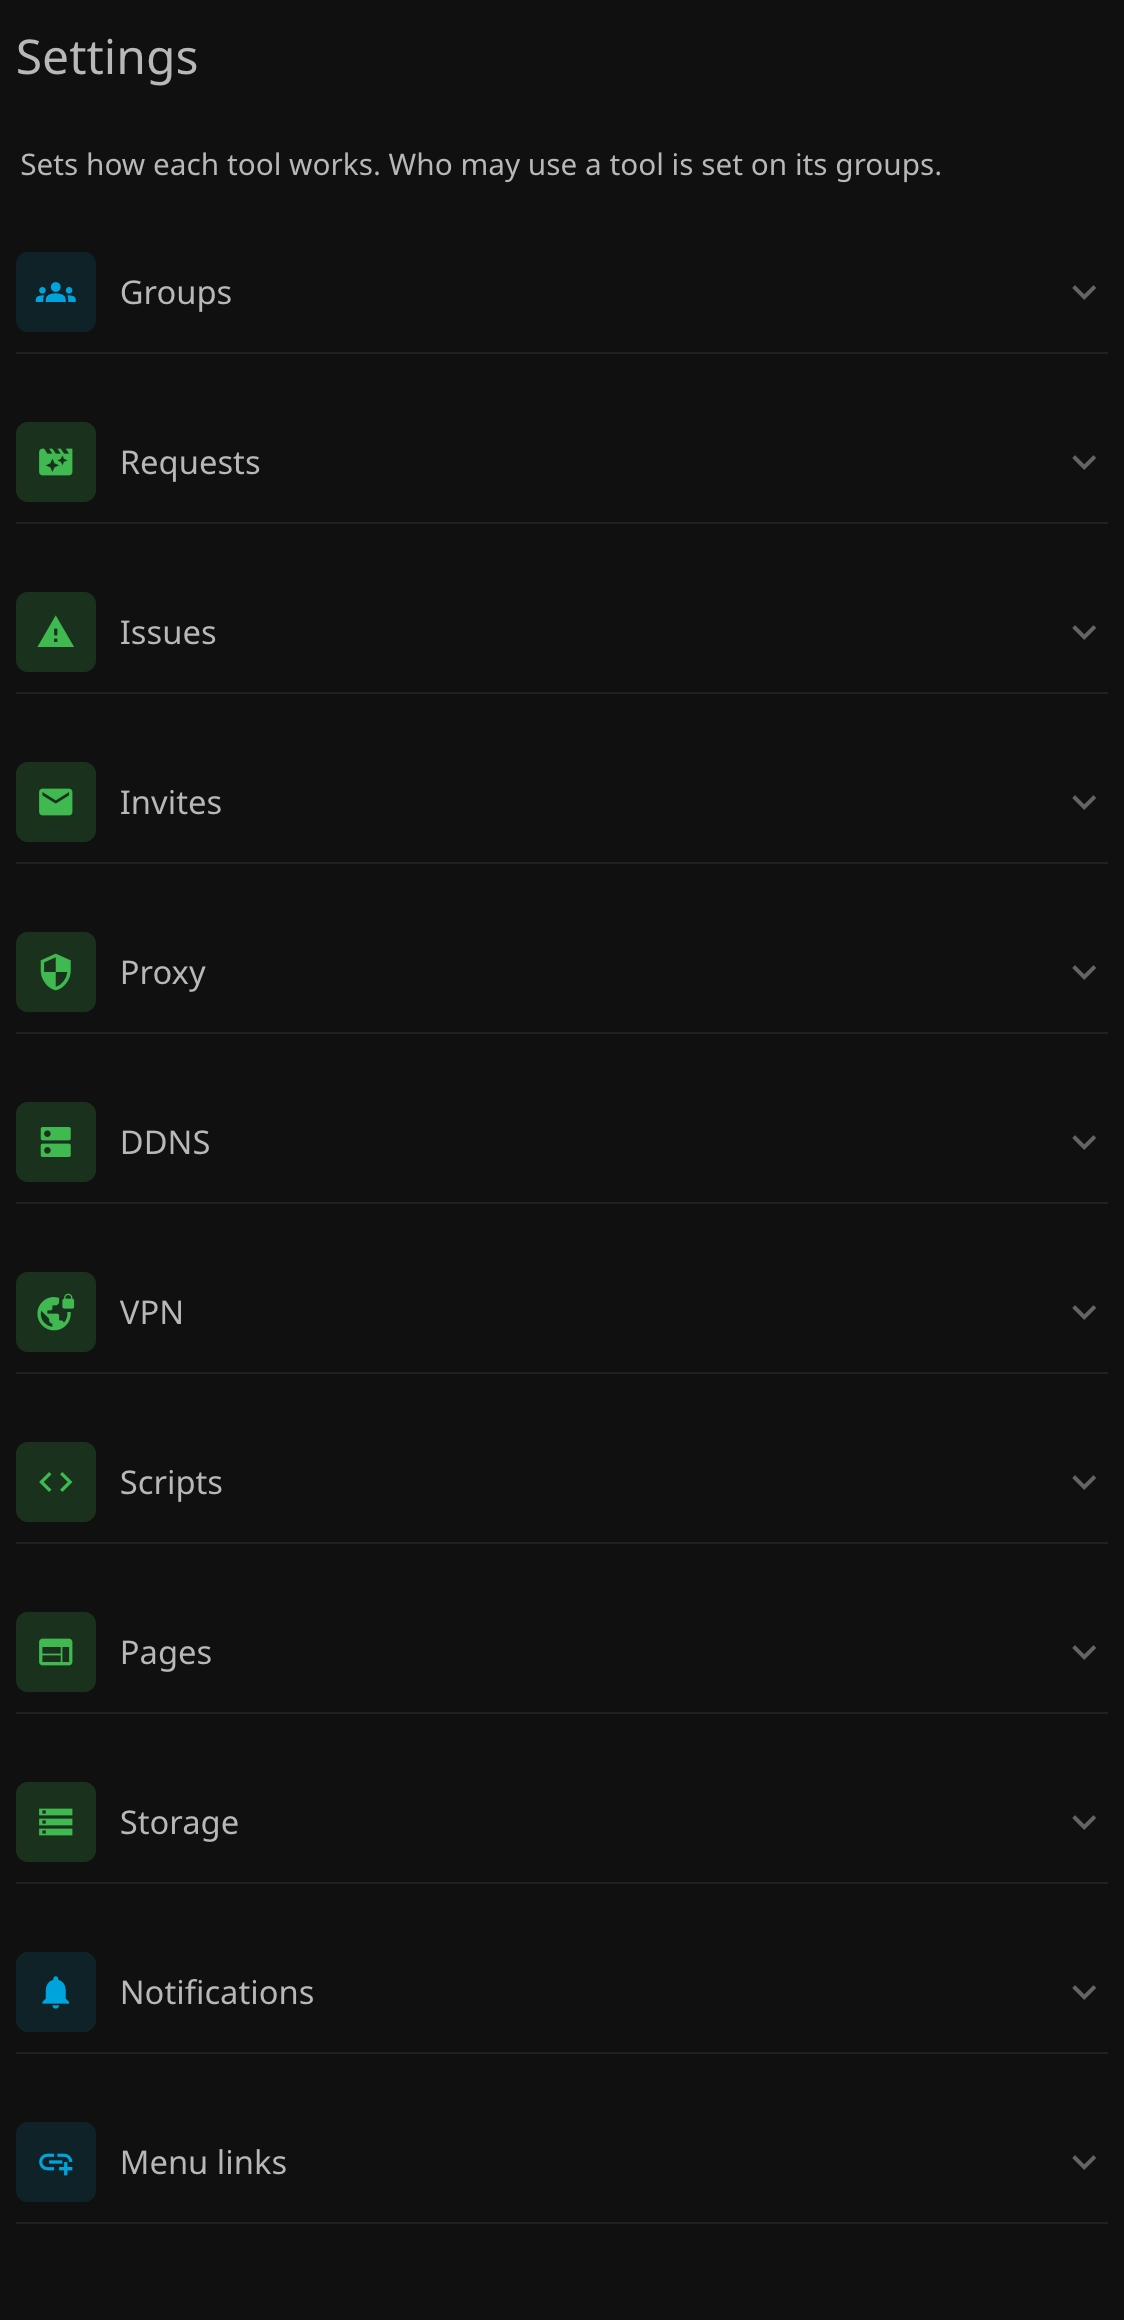 Settings
Sets how each tool works. Who may use a tool is set on its groups.
Groups
Requests
Issues
Invites
Proxy
DDNS
VPN
Scripts
Pages
Storage
Notifications
Menu links